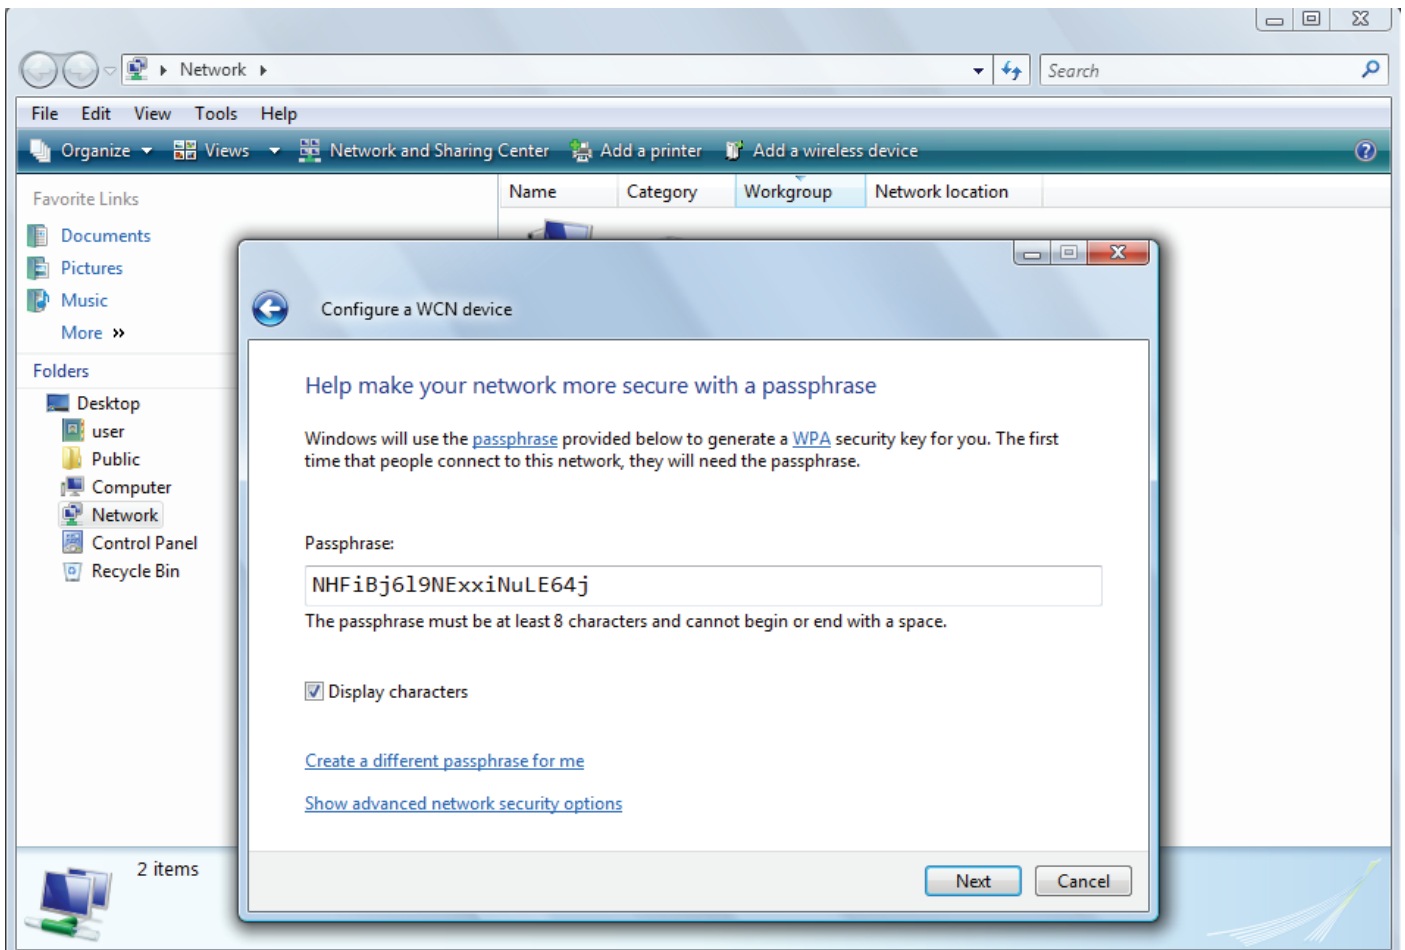 Network
Search
File Edit View Tools Help
Organize Views Network and Sharing Center Add a printer Add a wireless device
Favorite Links
Documents
Pictures
Music
More »
Folders
Desktop
user
Public
Computer
Network
Control Panel
Recycle Bin
Name Category Workgroup Network location
Configure a WCN device
Help make your network more secure with a passphrase
Windows will use the passphrase provided below to generate a WPA security key for you. The first
time that people connect to this network, they will need the passphrase.
Passphrase:
NHFiBj6l9NExxiNuLE64j
The passphrase must be at least 8 characters and cannot begin or end with a space.
Display characters
Create a different passphrase for me
Show advanced network security options
Next Cancel
2 items